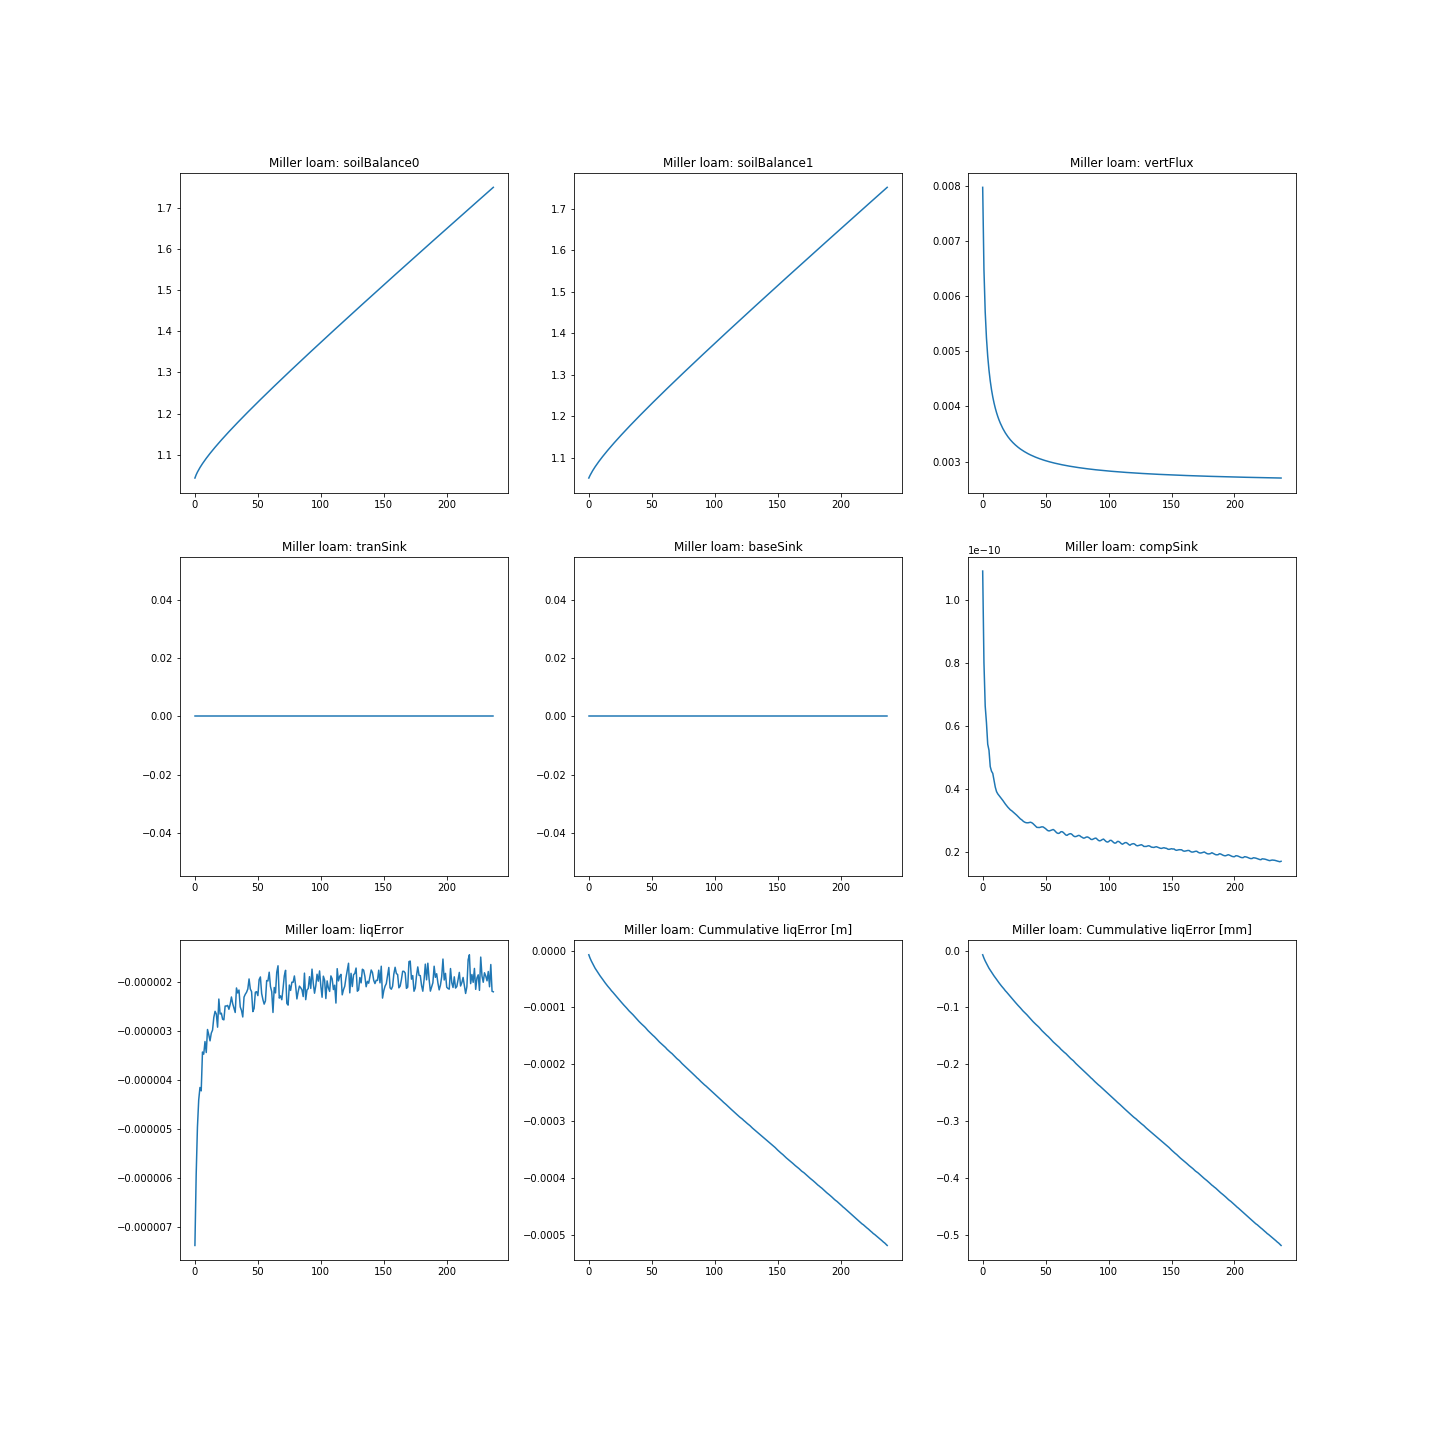 Miller loam: soilBalance0
1.7
1.6
1.5
1.4
1.3
1.2
1.1
0 50 100 150 200
Miller loam: soilBalance1
1.7
1.6
1.5
1.4
1.3
1.2
1.1
0 50 100 150 200
Miller loam: vertFlux
0.008
0.007
0.006
0.005
0.004
0.003
0 50 100 150 200
Miller loam: tranSink
0.04
0.02
0.00
−0.02
−0.04
0 50 100 150 200
Miller loam: baseSink
0.04
0.02
0.00
−0.02
−0.04
0 50 100 150 200
Miller loam: compSink
1e−10
1.0
0.8
0.6
0.4
0.2
0 50 100 150 200
Miller loam: liqError
−0.000002
−0.000003
−0.000004
−0.000005
−0.000006
−0.000007
0 50 100 150 200
Miller loam: Cummulative liqError [m]
0.0000
−0.0001
−0.0002
−0.0003
−0.0004
−0.0005
0 50 100 150 200
Miller loam: Cummulative liqError [mm]
0.0
−0.1
−0.2
−0.3
−0.4
−0.5
0 50 100 150 200